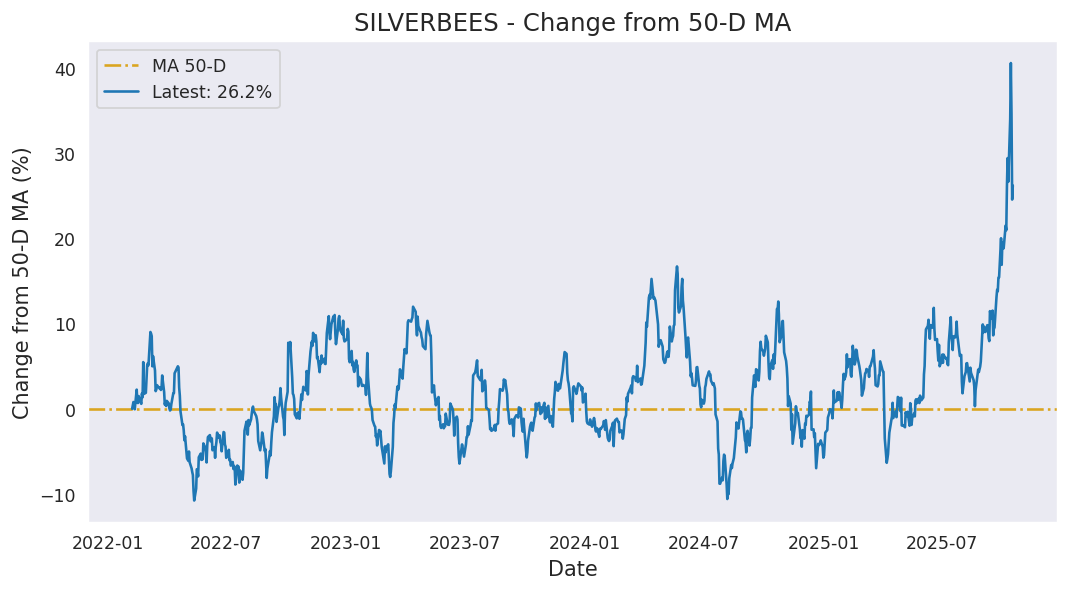 SILVERBEES - Change from 50-D MA
MA 50-D
Latest: 26.2%
Change from 50-D MA (%)
40
30
20
10
0
−10
2022-01 2022-07 2023-01 2023-07 2024-01 2024-07 2025-01 2025-07
Date